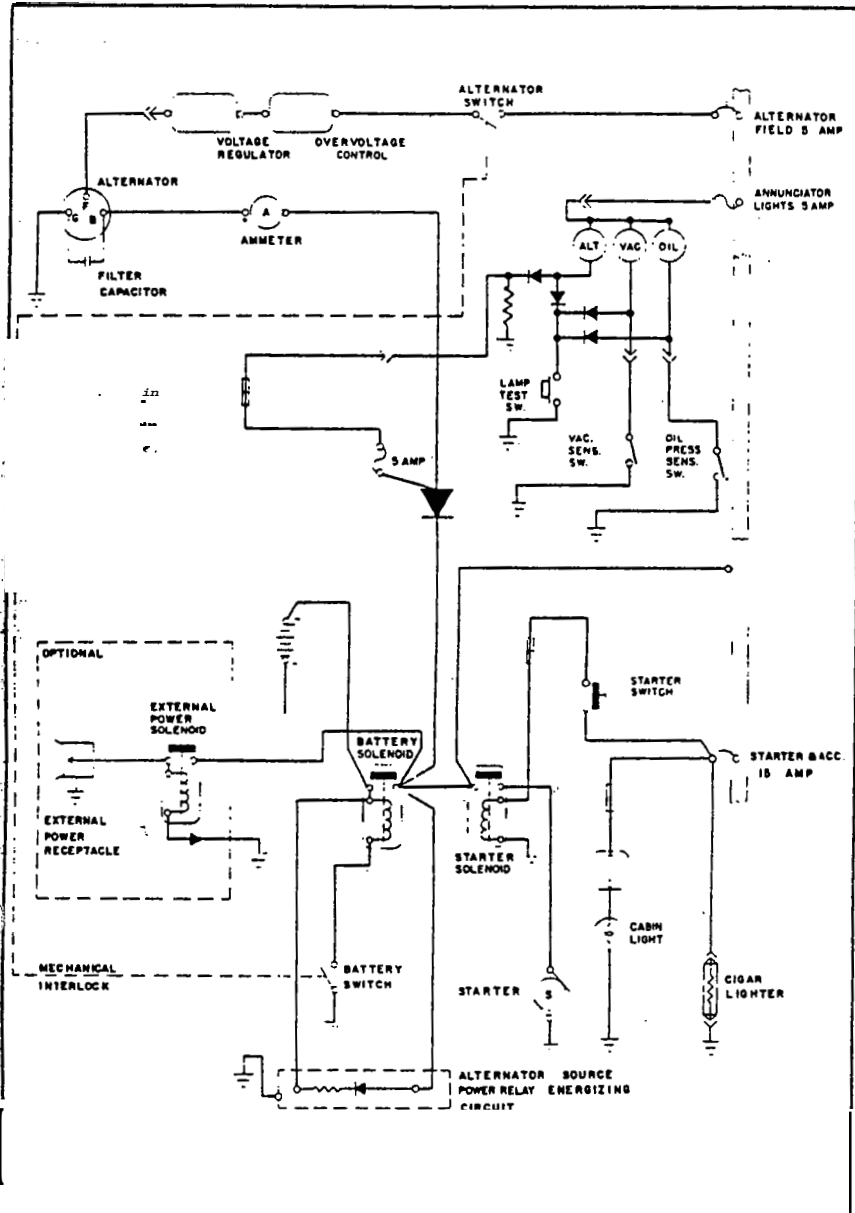 ALTERNATOR
SWITCH
ALTERNATOR
FIELD 5 AMP
VOLTAGE
REGULATOR
OVERVOLTAGE
CONTROL
ALTERNATOR
F
G
B
A
AMMETER
FILTER
CAPACITOR
ANNUNCIATOR
LIGHTS 5 AMP
ALT
VAC
OIL
in
LAMP
TEST
SW.
VAC.
SENS.
SW.
OIL
PRESS
SENS.
SW.
5 AMP
OPTIONAL
EXTERNAL
POWER
SOLENOID
BATTERY
SOLENOID
STARTER
SWITCH
STARTER & ACC.
15 AMP
EXTERNAL
POWER
RECEPTACLE
STARTER
SOLENOID
CABIN
LIGHT
MECHANICAL
INTERLOCK
BATTERY
SWITCH
STARTER
S
CIGAR
LIGHTER
ALTERNATOR SOURCE
POWER RELAY ENERGIZING
CIRCUIT